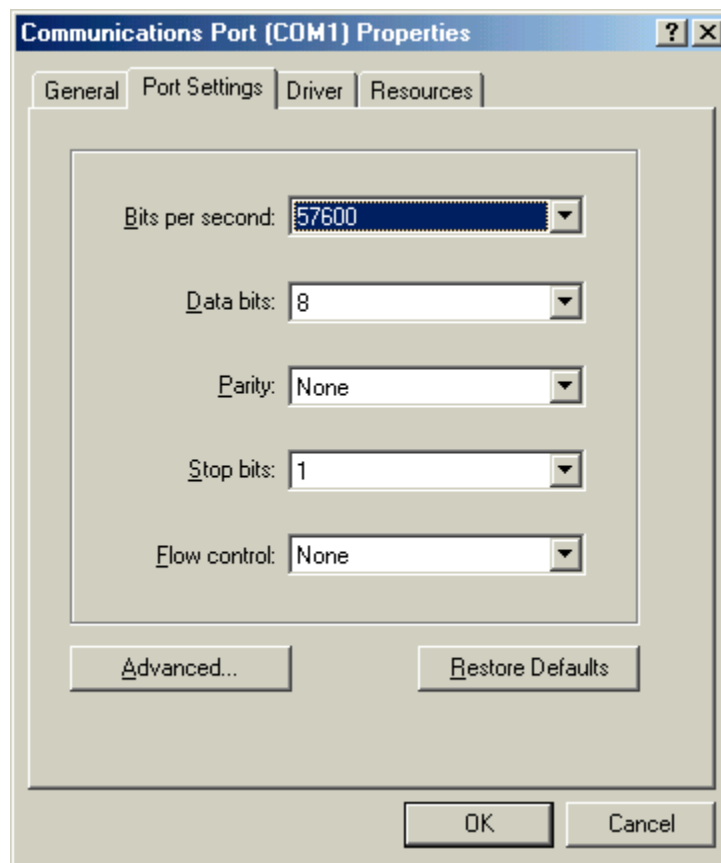 Communications Port (COM1) Properties
General Port Settings Driver Resources
Bits per second: 57600
Data bits: 8
Parity: None
Stop bits: 1
Flow control: None
Advanced... Restore Defaults
OK Cancel